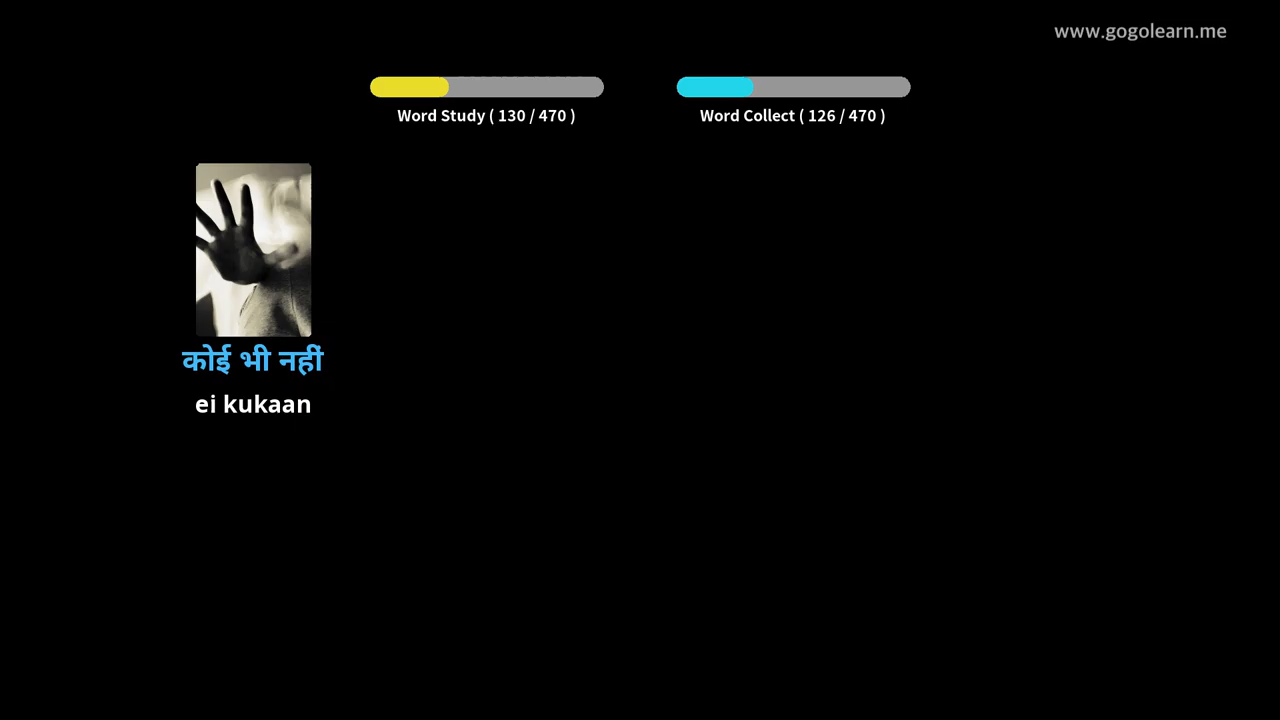 www.gogolearn.me
Word Study ( 130 / 470 )
Word Collect ( 126 / 470 )
कोई भी नहीं
ei kukaan